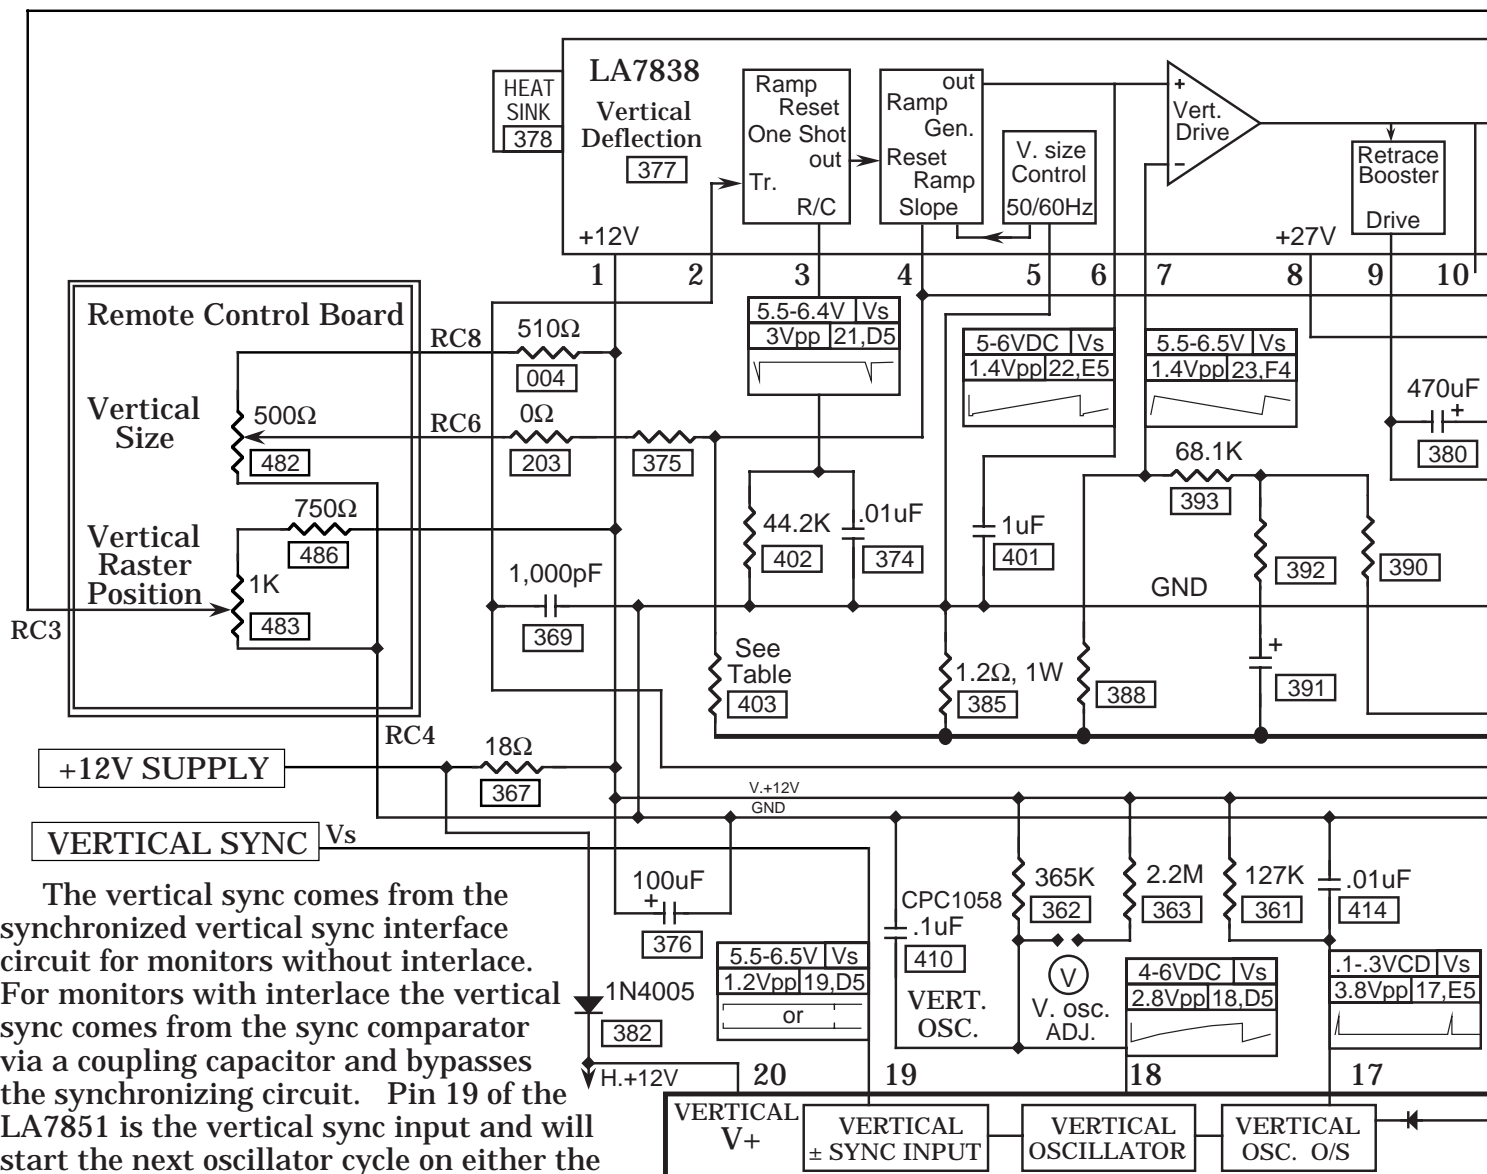 LA7838
HEAT
SINK
378
Vertical
Deflection
377
Ramp
Reset
One Shot
out
Tr.
R/C
out
Ramp
Gen.
Reset
Ramp
Slope
V. size
Control
50/60Hz
+
Vert.
Drive
−
Retrace
Booster
Drive
+12V
+27V
1
2
3
4
5
6
7
8
9
10
Remote Control Board
RC8
510Ω
004
5.5-6.4V Vs
3Vpp 21,D5
5-6VDC Vs
1.4Vpp 22,E5
5.5-6.5V Vs
1.4Vpp 23,F4
470uF
+
380
Vertical
Size
500Ω
482
RC6
0Ω
203
375
68.1K
393
750Ω
486
Vertical
Raster
Position
1K
483
RC3
44.2K
402
.01uF
374
1uF
401
392
390
GND
1,000pF
369
See
Table
403
1.2Ω, 1W
385
388
+
391
RC4
+12V SUPPLY
18Ω
367
V.+12V
GND
VERTICAL SYNC
Vs
100uF
+
376
CPC1058
.1uF
410
365K
362
2.2M
363
127K
361
.01uF
414
5.5-6.5V Vs
1.2Vpp 19,D5
or
VERT.
OSC.
V
V. osc.
ADJ.
4-6VDC Vs
2.8Vpp 18,D5
.1-.3VCD Vs
3.8Vpp 17,E5
The vertical sync comes from the
synchronized vertical sync interface
circuit for monitors without interlace.
For monitors with interlace the vertical
sync comes from the sync comparator
via a coupling capacitor and bypasses
the synchronizing circuit. Pin 19 of the
LA7851 is the vertical sync input and will
start the next oscillator cycle on either the
1N4005
382
H.+12V
20
19
18
17
VERTICAL
V+
VERTICAL
± SYNC INPUT
VERTICAL
OSCILLATOR
VERTICAL
OSC. O/S